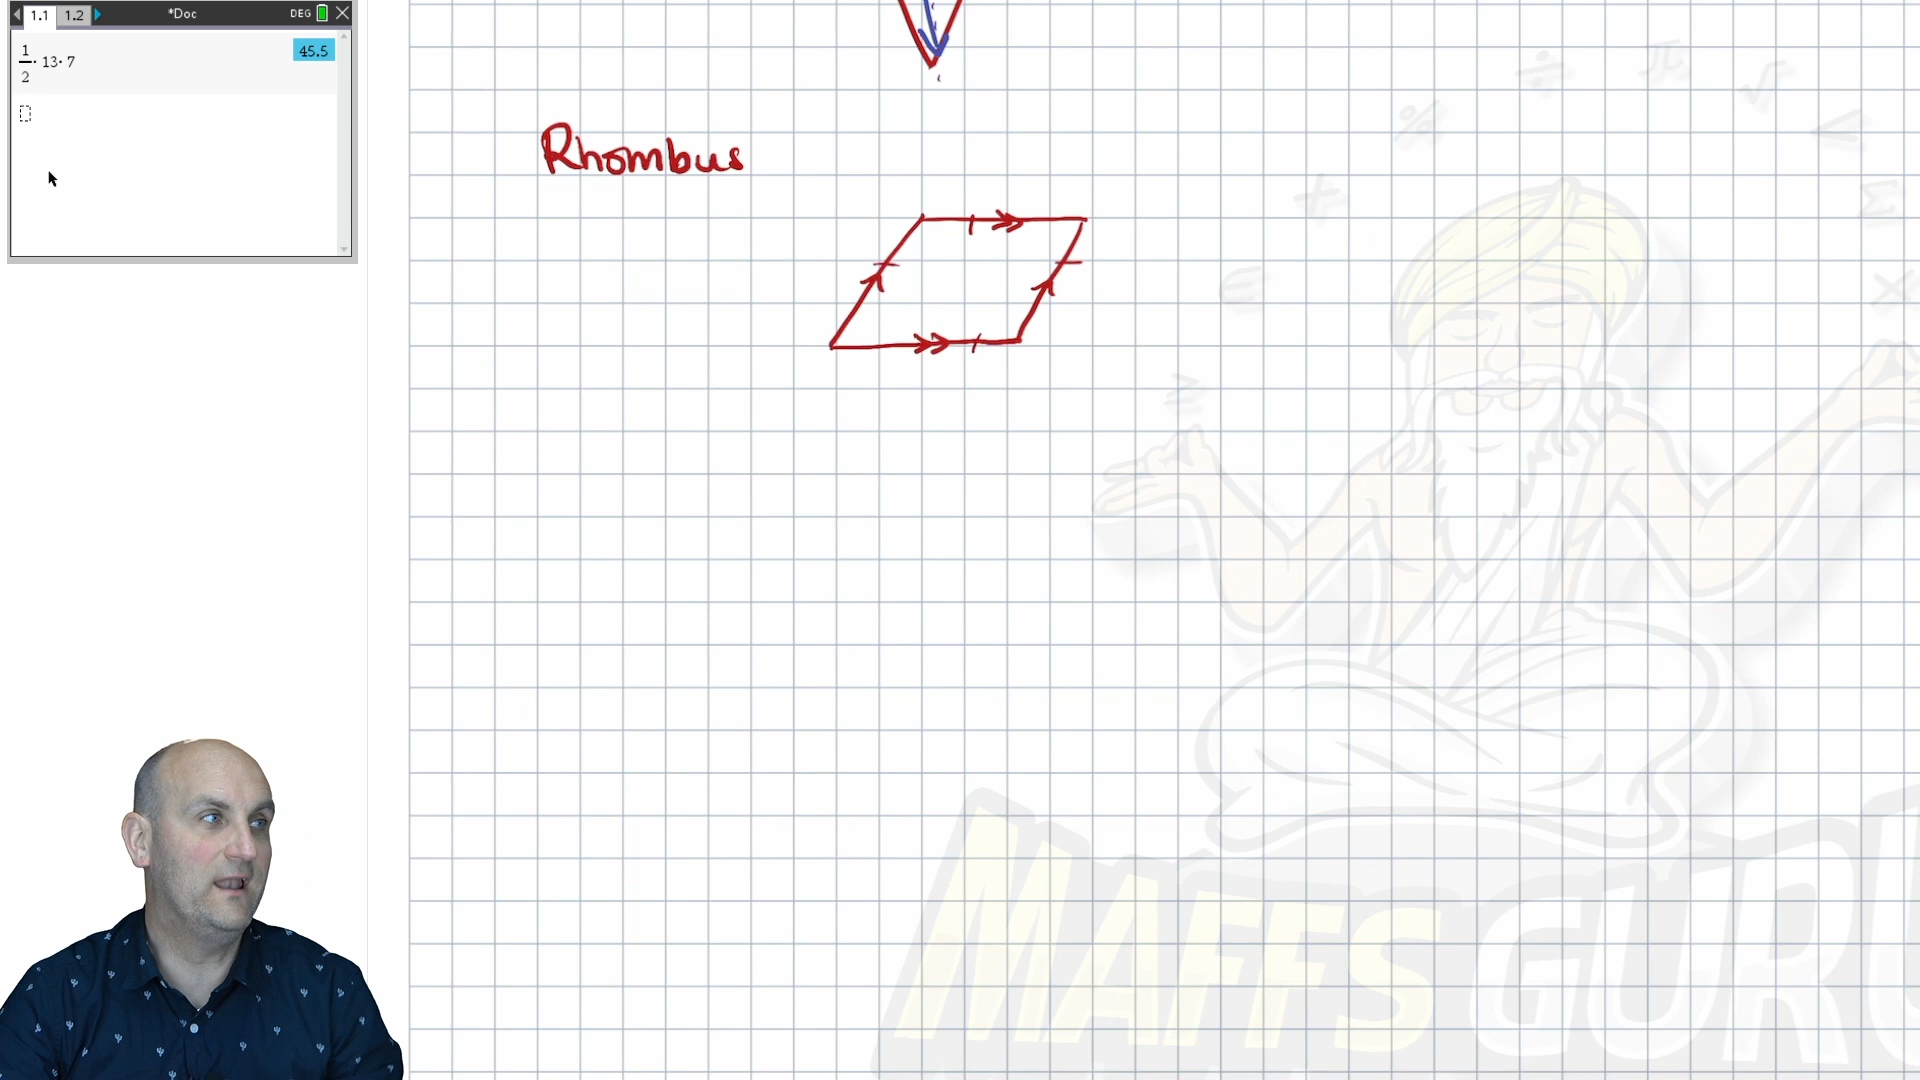 1.1 1.2 *Doc DEG
1/2 · 13 · 7 45.5
Rhombus
MAFFS GURU